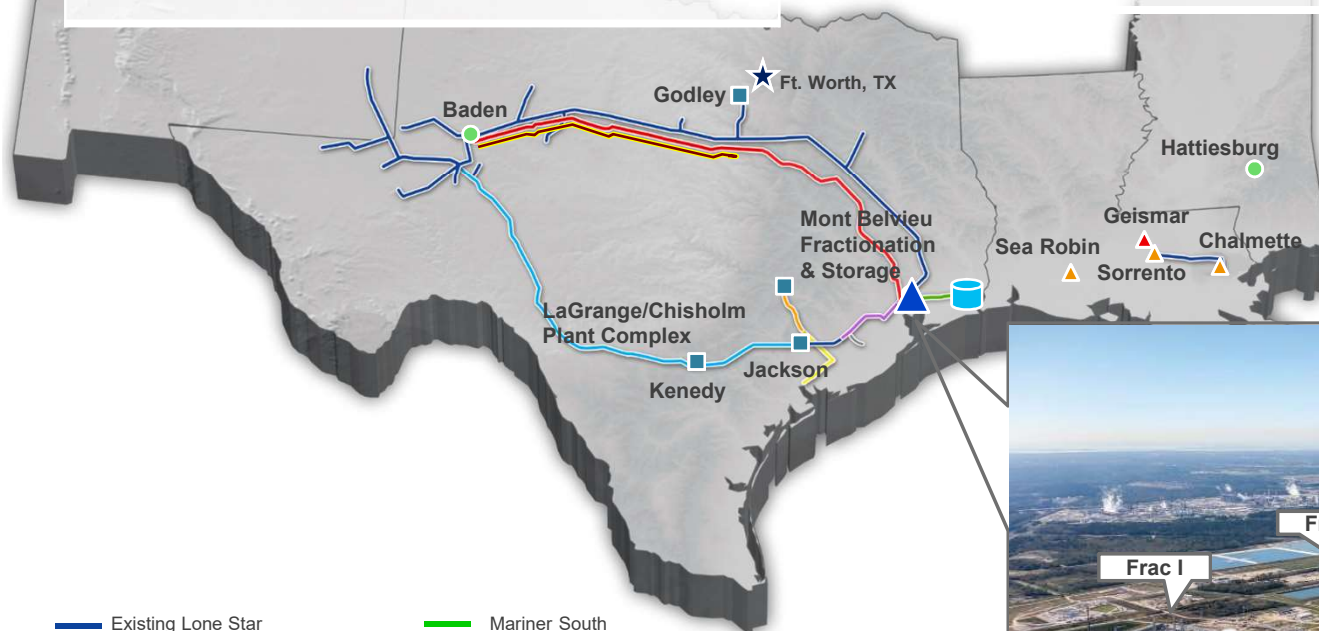 Ft. Worth, TX
Godley
Baden
Hattiesburg
Mont Belvieu
Fractionation
& Storage
Geismar
Sea Robin
Chalmette
Sorrento
LaGrange/Chisholm
Plant Complex
Jackson
Kenedy
Frac I
Existing Lone Star
Mariner South